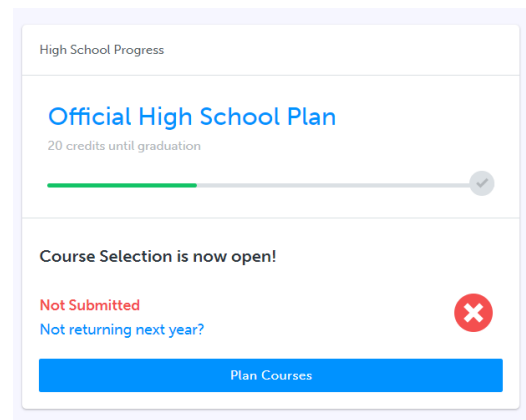 High School Progress
Official High School Plan
20 credits until graduation
Course Selection is now open!
Not Submitted
Not returning next year?
Plan Courses